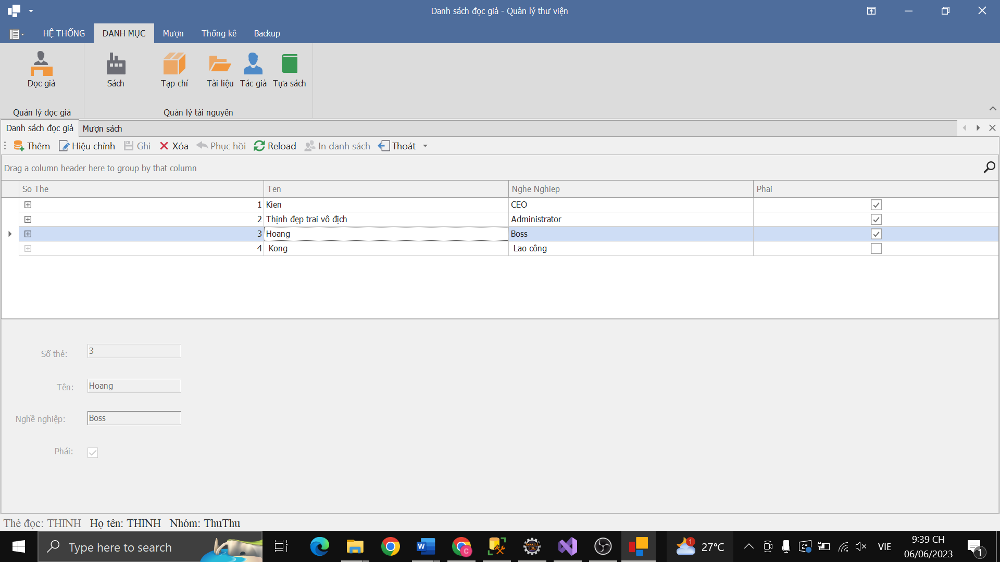 Danh sách đọc giả - Quản lý thư viện
HỆ THỐNG DANH MỤC Mượn Thống kê Backup
Đọc giả Sách Tạp chí Tài liệu Tác giả Tựa sách
Quản lý đọc giả Quản lý tài nguyên
Danh sách đọc giả Mượn sách
Thêm Hiệu chỉnh Ghi Xóa Phục hồi Reload In danh sách Thoát
Drag a column header here to group by that column
So The Ten Nghe Nghiep Phai
1 Kien CEO
2 Thịnh đẹp trai vô địch Administrator
3 Hoang Boss
4 Kong Lao công
Số thẻ: 3
Tên: Hoang
Nghề nghiệp: Boss
Phái:
Thẻ đọc: THINH Họ tên: THINH Nhóm: ThuThu
Type here to search W C Java EE IDE 1 27°C VIE 9:39 CH
06/06/2023 1